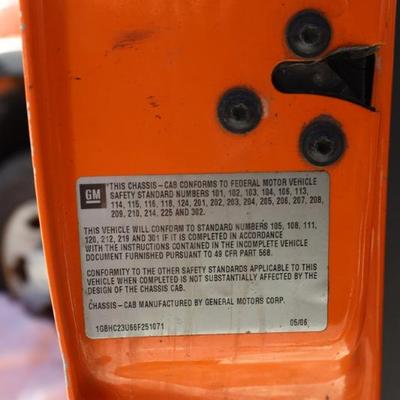 GM
"THIS CHASSIS-CAB CONFORMS TO FEDERAL MOTOR VEHICLE
SAFETY STANDARD NUMBERS 101, 102, 103, 104, 106, 113,
114, 115, 116, 118, 124, 201, 202, 203, 204, 205, 206, 207, 208,
209, 210, 214, 225 AND 302.
THIS VEHICLE WILL CONFORM TO STANDARD NUMBERS 105, 108, 111,
120, 212, 219 AND 301 IF IT IS COMPLETED IN ACCORDANCE
WITH THE INSTRUCTIONS CONTAINED IN THE INCOMPLETE VEHICLE
DOCUMENT FURNISHED PURSUANT TO 49 CFR PART 568.
CONFORMITY TO THE OTHER SAFETY STANDARDS APPLICABLE TO THIS
VEHICLE WHEN COMPLETED IS NOT SUBSTANTIALLY AFFECTED BY THE
DESIGN OF THE CHASSIS CAB.
CHASSIS-CAB MANUFACTURED BY GENERAL MOTORS CORP.
1GBHC23U66F251071 05/06